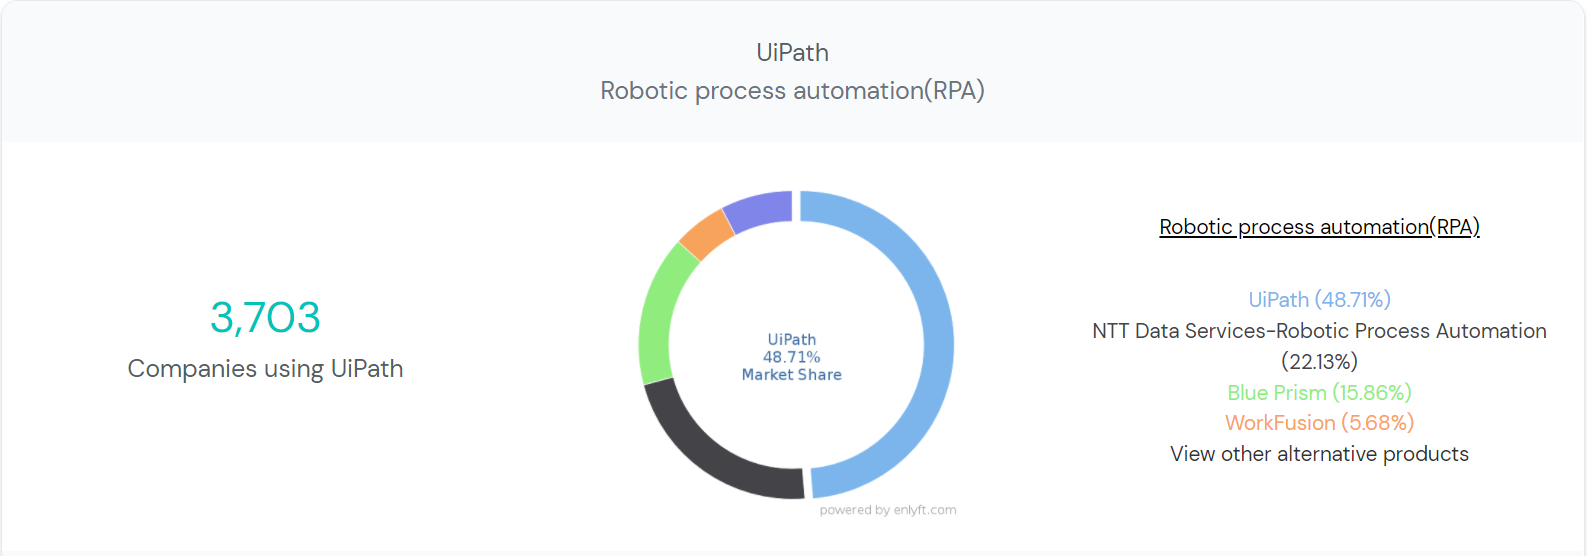 UiPath
Robotic process automation(RPA)
3,703
Companies using UiPath
UiPath
48.71%
Market Share
powered by enlyft.com
Robotic process automation(RPA)
UiPath (48.71%)
NTT Data Services-Robotic Process Automation
(22.13%)
Blue Prism (15.86%)
WorkFusion (5.68%)
View other alternative products